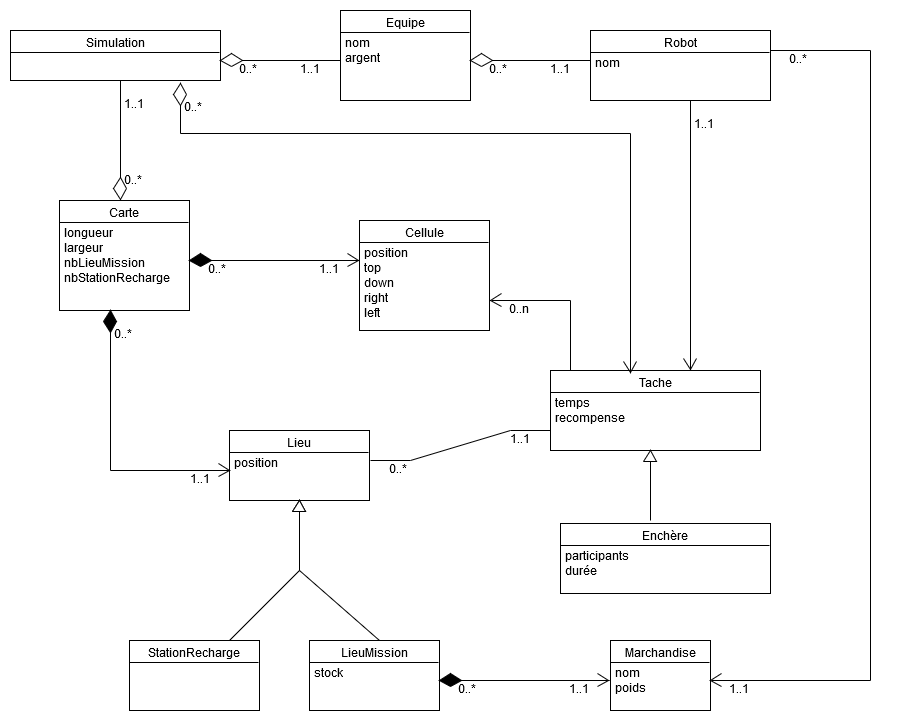 Simulation
0..*
1..1
0..*
1..1
Equipe
nom
argent
0..*
1..1
Robot
nom
0..*
1..1
0..*
Carte
longueur
largeur
nbLieuMission
nbStationRecharge
0..*
1..1
0..*
Cellule
position
top
down
right
left
0..n
Tache
temps
recompense
1..1
0..*
Lieu
position
1..1
Enchère
participants
durée
StationRecharge
LieuMission
stock
0..*
1..1
Marchandise
nom
poids
1..1